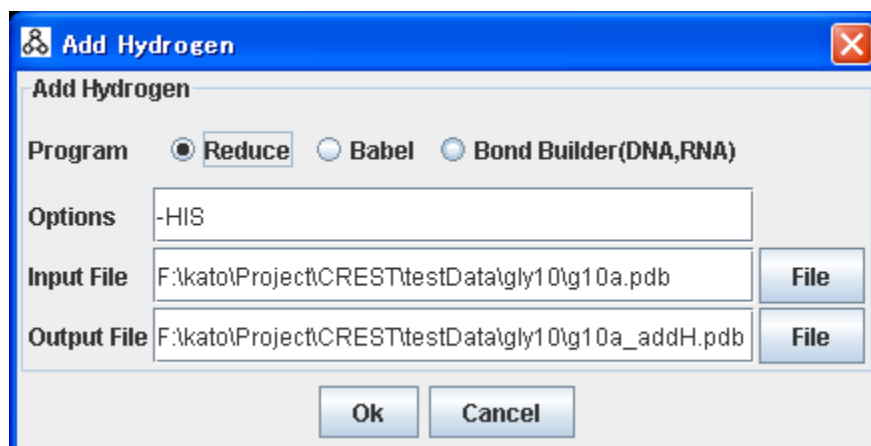 Add Hydrogen
Add Hydrogen
Program Reduce Babel Bond Builder(DNA,RNA)
Options -HIS
Input File F:\kato\Project\CREST\testData\gly10\g10a.pdb File
Output File F:\kato\Project\CREST\testData\gly10\g10a_addH.pdb File
Ok Cancel